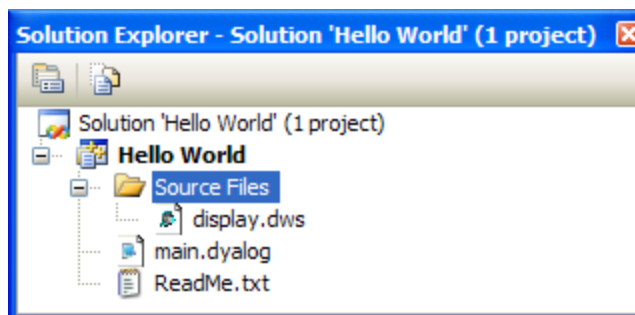 Solution Explorer - Solution 'Hello World' (1 project)
Solution 'Hello World' (1 project)
Hello World
Source Files
display.dws
main.dyalog
ReadMe.txt